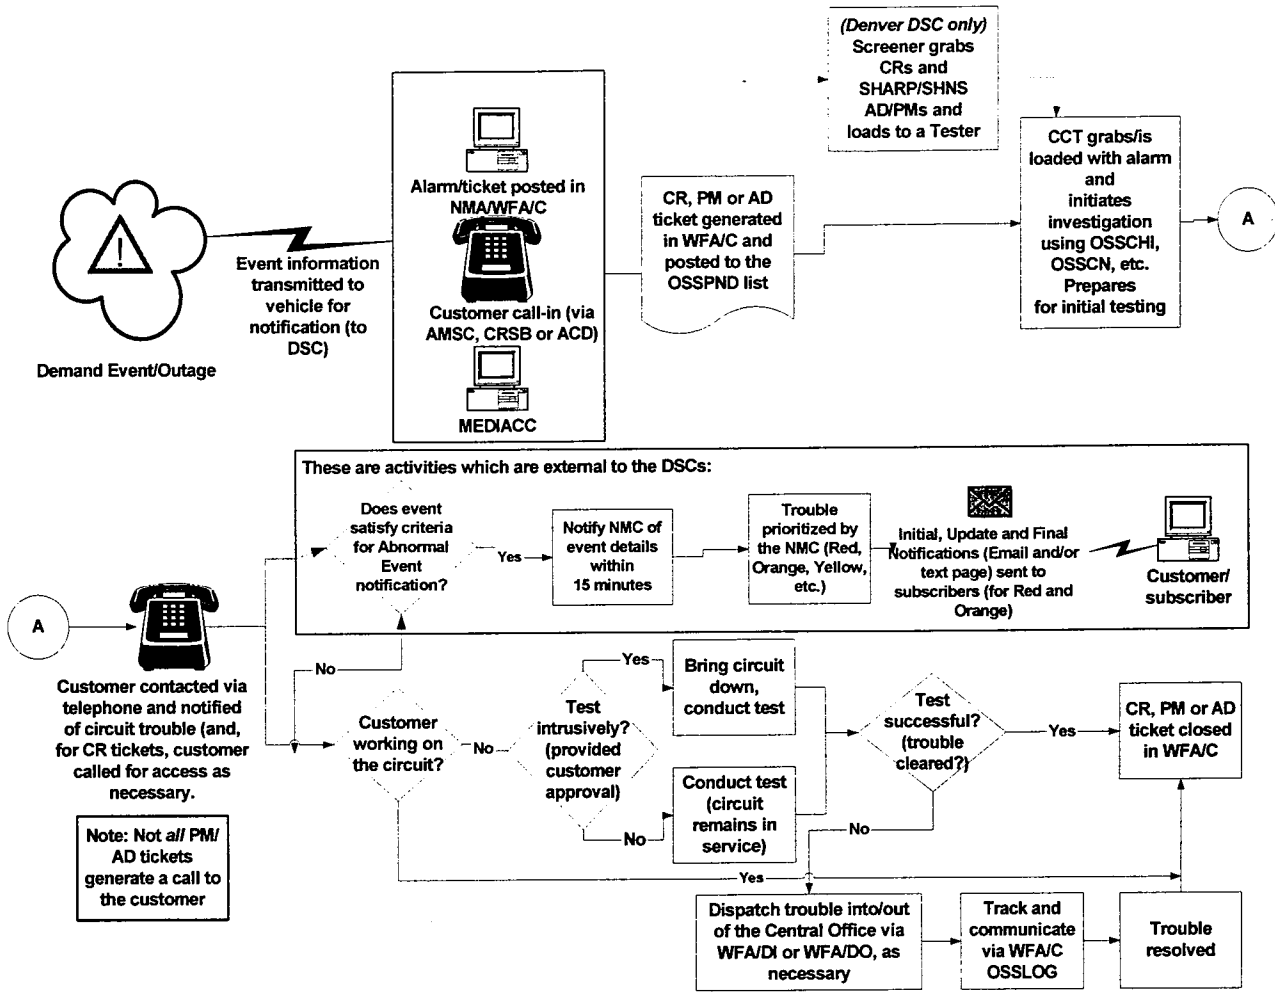 (Denver DSC only)
Screener grabs
CRs and
SHARP/SHNS
AD/PMs and
loads to a Tester
Alarm/ticket posted in
NMA/WFA/C
Customer call-in (via
AMSC, CRSB or ACD)
MEDIACC
Event information
transmitted to
vehicle for
notification (to
DSC)
Demand Event/Outage
CR, PM or AD
ticket generated
in WFA/C and
posted to the
OSSPND list
CCT grabs/is
loaded with alarm
and
initiates
investigation
using OSSCHI,
OSSCN, etc.
Prepares
for initial testing
A
These are activities which are external to the DSCs:
Does event
satisfy criteria
for Abnormal
Event
notification?
Yes
Notify NMC of
event details
within
15 minutes
Trouble
prioritized by
the NMC (Red,
Orange, Yellow,
etc.)
Initial, Update and Final
Notifications (Email and/or
text page) sent to
subscribers (for Red and
Orange)
Customer/
subscriber
A
Customer contacted via
telephone and notified
of circuit trouble (and,
for CR tickets, customer
called for access as
necessary.
Note: Not all PM/
AD tickets
generate a call to
the customer
No
Customer
working on
the circuit?
No
Test
intrusively?
(provided
customer
approval)
Yes
Bring circuit
down,
conduct test
No
Conduct test
(circuit
remains in
service)
Test
successful?
(trouble
cleared?)
Yes
CR, PM or AD
ticket closed
in WFA/C
No
Yes
Dispatch trouble into/out
of the Central Office via
WFA/DI or WFA/DO, as
necessary
Track and
communicate
via WFA/C
OSSLOG
Trouble
resolved